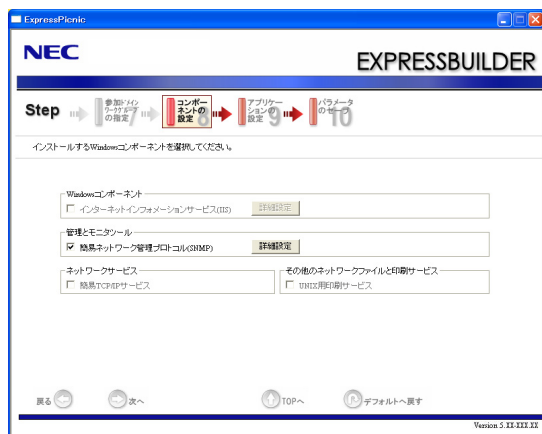 ExpressPicnic
NEC
EXPRESSBUILDER
Step
参加ドメイン
ワークグループ
の指定 7
コンポー
ネントの
設定 8
アプリケー
ションの
設定 9
パラメータ
のセーブ
10
インストールするWindowsコンポーネントを選択してください。
Windowsコンポーネント
インターネットインフォメーションサービス(IIS) 詳細設定
管理とモニタツール
簡易ネットワーク管理プロトコル(SNMP) 詳細設定
ネットワークサービス
簡易TCP/IPサービス
その他のネットワークファイルと印刷サービス
UNIX用印刷サービス
戻る 次へ TOPへ デフォルトへ戻す
Version 5.XX-XXX.XX